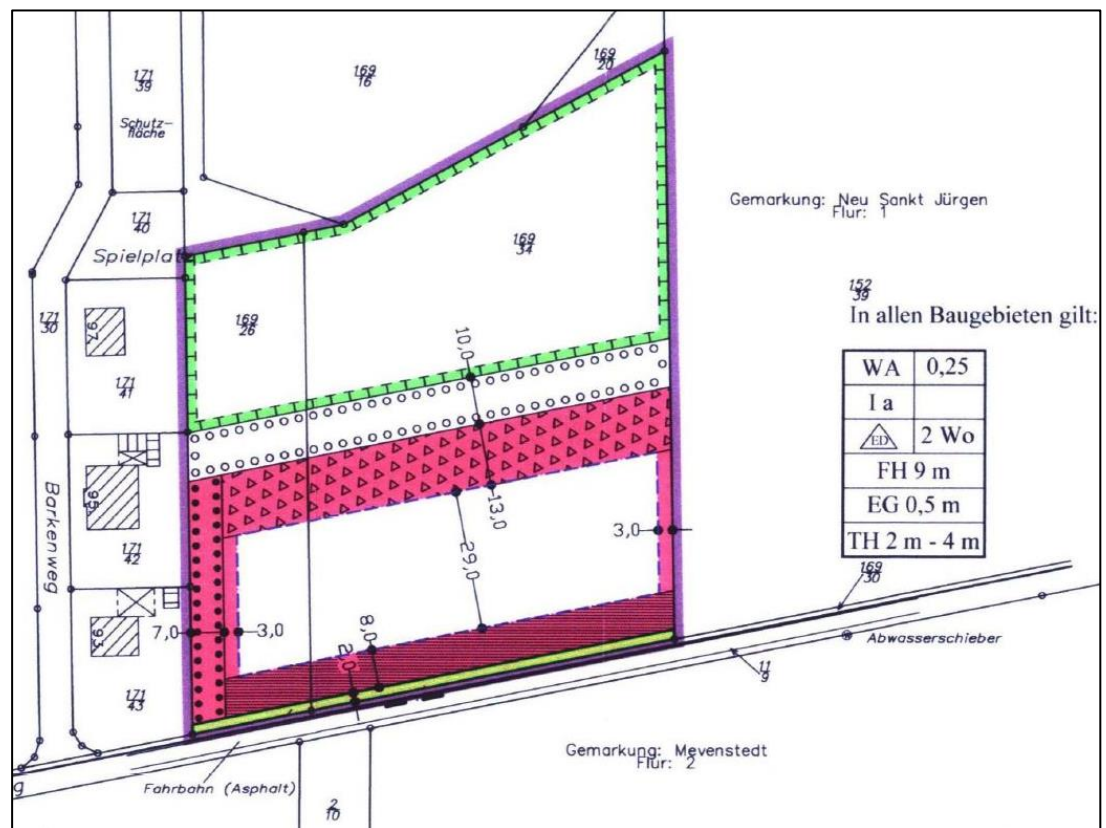 171
39
Schutz-
fläche
169
16
169
20
171
40
Spielplatz
169
34
169
26
Gemarkung: Neu Sankt Jürgen
Flur: 1
152
39
In allen Baugebieten gilt:
WA 0,25
I a
ED 2 Wo
FH 9 m
EG 0,5 m
TH 2 m - 4 m
171
30
97
171
41
10,0
13,0
95
171
42
Barkenweg
29,0
3,0
93
7,0
3,0
8,0
2,0
171
43
169
30
Abwasserschieber
11
9
Gemarkung: Mevenstedt
Flur: 2
Fahrbahn (Asphalt)
g
2
10